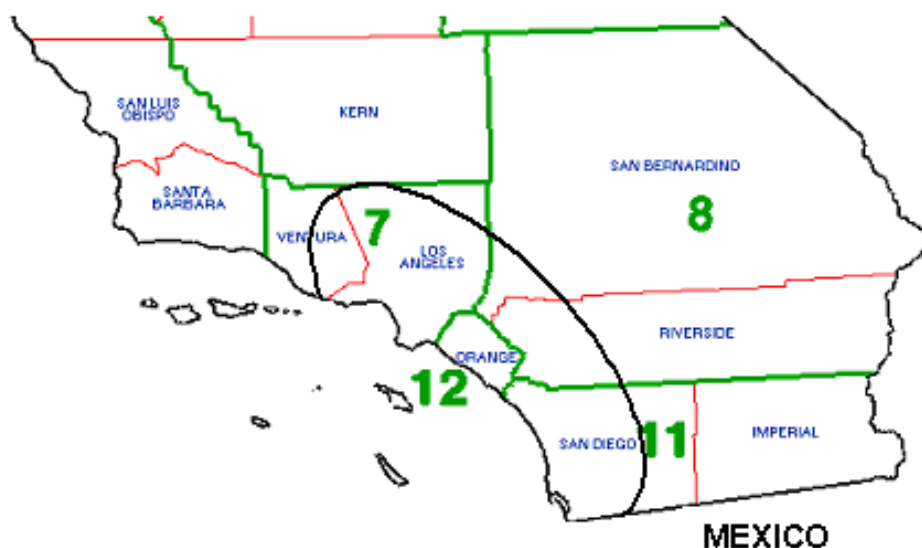 SAN LUIS
OBISPO
KERN
SAN BERNARDINO
SANTA
BARBARA
8
VENTURA
7
LOS
ANGELES
RIVERSIDE
ORANGE
12
SAN DIEGO
11
IMPERIAL
MEXICO